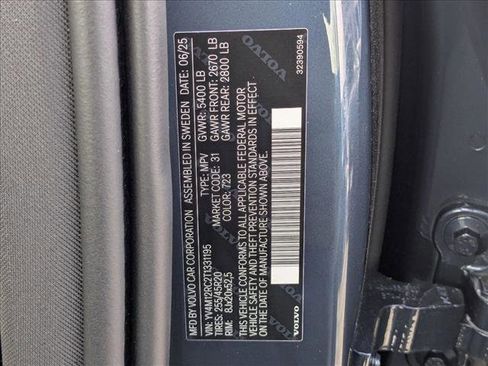 MFD BY VOLVO CAR CORPORATION ASSEMBLED IN SWEDEN DATE: 06/25
GVWR: 5400 LB
VIN: YV4M12RC2T1331195 TYPE: MPV GAWR FRONT: 2670 LB
TIRES: 255/45R20 MARKET CODE: 31 GAWR REAR: 2800 LB
RIM: 8Jx20x52,5 COLOR: 723
THIS VEHICLE CONFORMS TO ALL APPLICABLE FEDERAL MOTOR
VEHICLE SAFETY AND THEFT PREVENTION STANDARDS IN EFFECT
ON THE DATE OF MANUFACTURE SHOWN ABOVE.
VOLVO 32390594